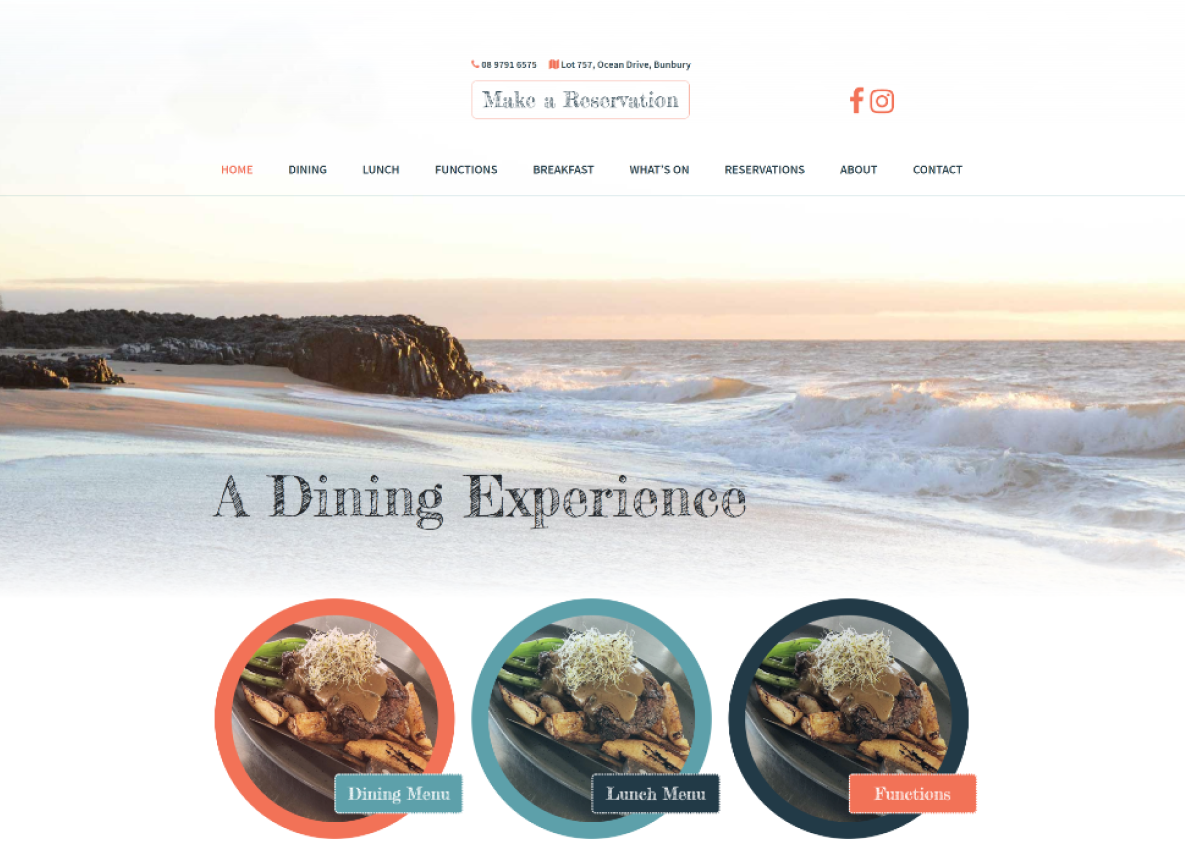 08 9791 6575 Lot 757, Ocean Drive, Bunbury
Make a Reservation
HOME DINING LUNCH FUNCTIONS BREAKFAST WHAT'S ON RESERVATIONS ABOUT CONTACT
A Dining Experience
Dining Menu Lunch Menu Functions